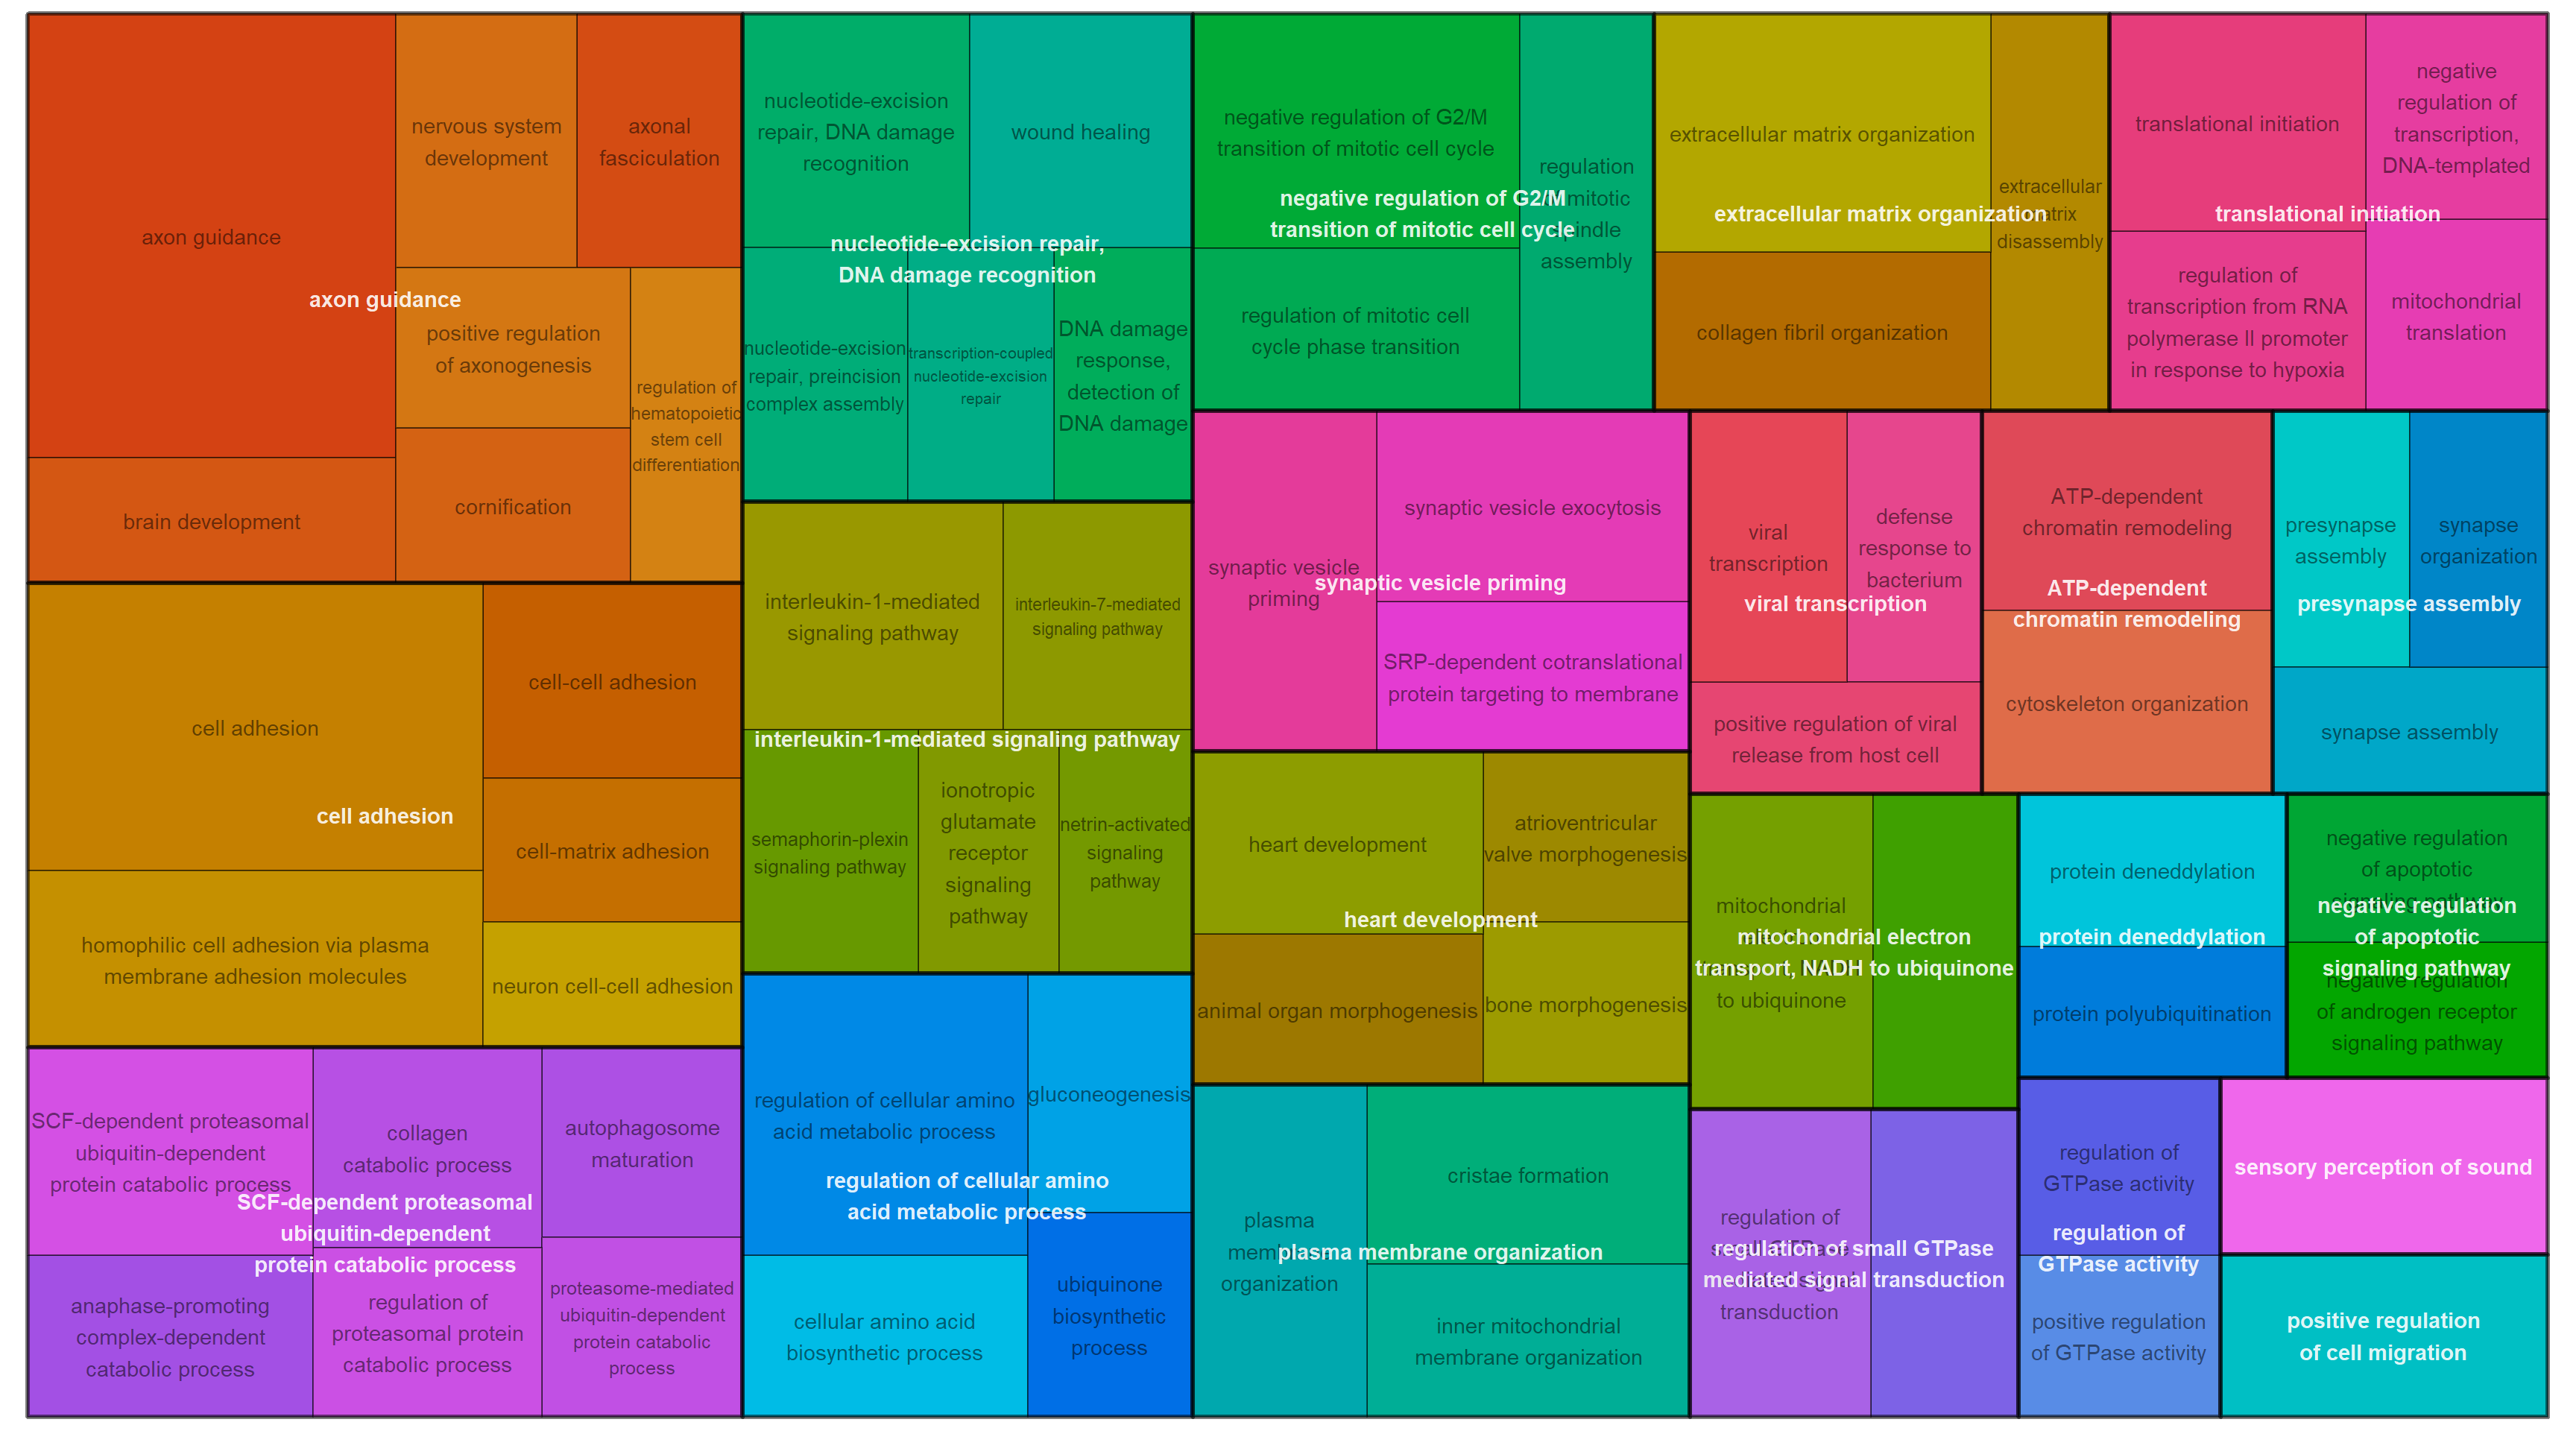 axon guidance
nervous system
development
axonal
fasciculation
axon guidance
positive regulation
of axonogenesis
regulation of
hematopoietic
stem cell
differentiation
brain development
cornification
cell adhesion
cell-cell adhesion
cell-matrix adhesion
cell adhesion
homophilic cell adhesion via plasma
membrane adhesion molecules
neuron cell-cell adhesion
SCF-dependent proteasomal
ubiquitin-dependent
protein catabolic process
collagen
catabolic process
autophagosome
maturation
SCF-dependent proteasomal
ubiquitin-dependent
protein catabolic process
anaphase-promoting
complex-dependent
catabolic process
regulation of
proteasomal protein
catabolic process
proteasome-mediated
ubiquitin-dependent
protein catabolic
process
nucleotide-excision
repair, DNA damage
recognition
wound healing
nucleotide-excision repair,
DNA damage recognition
nucleotide-excision
repair, preincision
complex assembly
transcription-coupled
nucleotide-excision
repair
DNA damage
response,
detection of
DNA damage
interleukin-1-mediated
signaling pathway
interleukin-7-mediated
signaling pathway
interleukin-1-mediated signaling pathway
semaphorin-plexin
signaling pathway
ionotropic
glutamate
receptor
signaling
pathway
netrin-activated
signaling
pathway
regulation of cellular amino
acid metabolic process
gluconeogenesis
regulation of cellular amino
acid metabolic process
cellular amino acid
biosynthetic process
ubiquinone
biosynthetic
process
negative regulation of G2/M
transition of mitotic cell cycle
regulation
mitotic
spindle
assembly
negative regulation of G2/M
transition of mitotic cell cycle
regulation of mitotic cell
cycle phase transition
extracellular matrix organization
extracellular
matrix
disassembly
extracellular matrix organization
collagen fibril organization
translational initiation
negative
regulation of
transcription,
DNA-templated
translational initiation
regulation of
transcription from RNA
polymerase II promoter
in response to hypoxia
mitochondrial
translation
synaptic vesicle
priming
synaptic vesicle exocytosis
synaptic vesicle priming
SRP-dependent cotranslational
protein targeting to membrane
viral
transcription
defense
response to
bacterium
viral transcription
positive regulation of viral
release from host cell
ATP-dependent
chromatin remodeling
ATP-dependent
chromatin remodeling
cytoskeleton organization
presynapse
assembly
synapse
organization
presynapse assembly
synapse assembly
heart development
atrioventricular
valve morphogenesis
heart development
animal organ morphogenesis
bone morphogenesis
mitochondrial
to ubiquinone
mitochondrial electron
transport, NADH to ubiquinone
protein deneddylation
protein deneddylation
protein polyubiquitination
negative regulation
of apoptotic
signaling pathway
negative regulation
of apoptotic
signaling pathway
negative regulation
of androgen receptor
signaling pathway
plasma
membrane
organization
cristae formation
plasma membrane organization
inner mitochondrial
membrane organization
regulation of
transduction
regulation of small GTPase
mediated signal transduction
regulation of
GTPase activity
regulation of
GTPase activity
positive regulation
of GTPase activity
sensory perception of sound
positive regulation
of cell migration